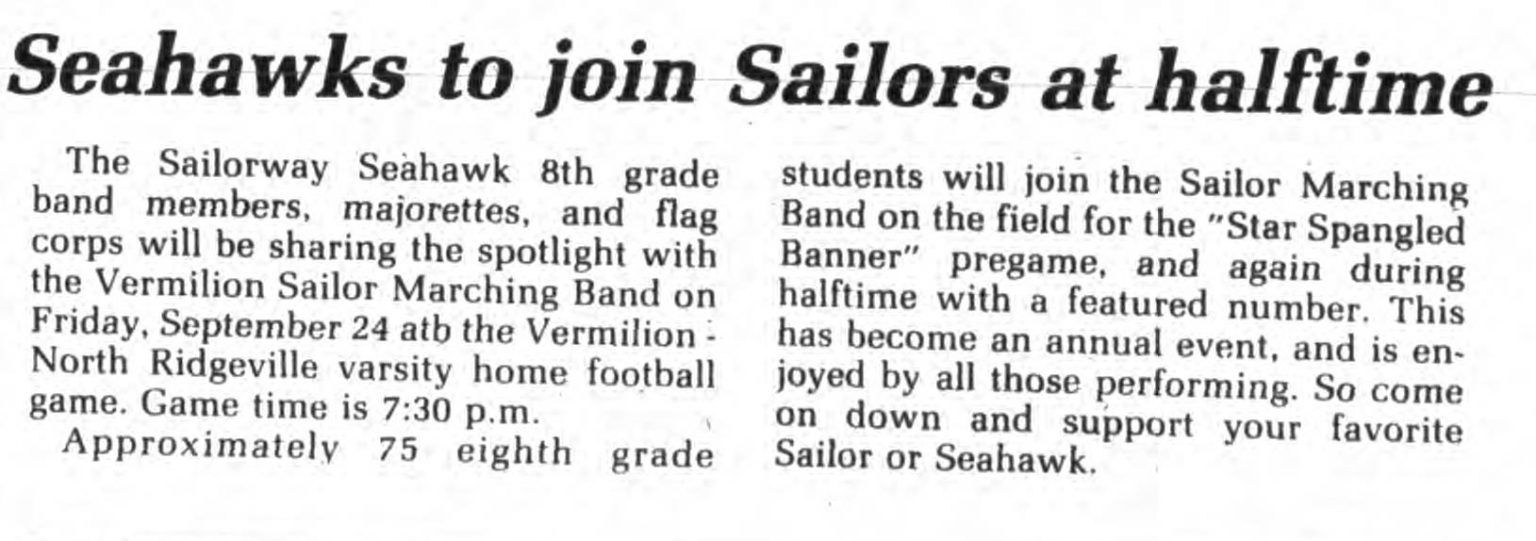 Seahawks to join Sailors at halftime
The Sailorway Seahawk 8th grade
band members, majorettes, and flag
corps will be sharing the spotlight with
the Vermilion Sailor Marching Band on
Friday, September 24 atb the Vermilion -
North Ridgeville varsity home football
game. Game time is 7:30 p.m.
Approximately 75 eighth grade
students will join the Sailor Marching
Band on the field for the "Star Spangled
Banner" pregame, and again during
halftime with a featured number. This
has become an annual event, and is en-
joyed by all those performing. So come
on down and support your favorite
Sailor or Seahawk.